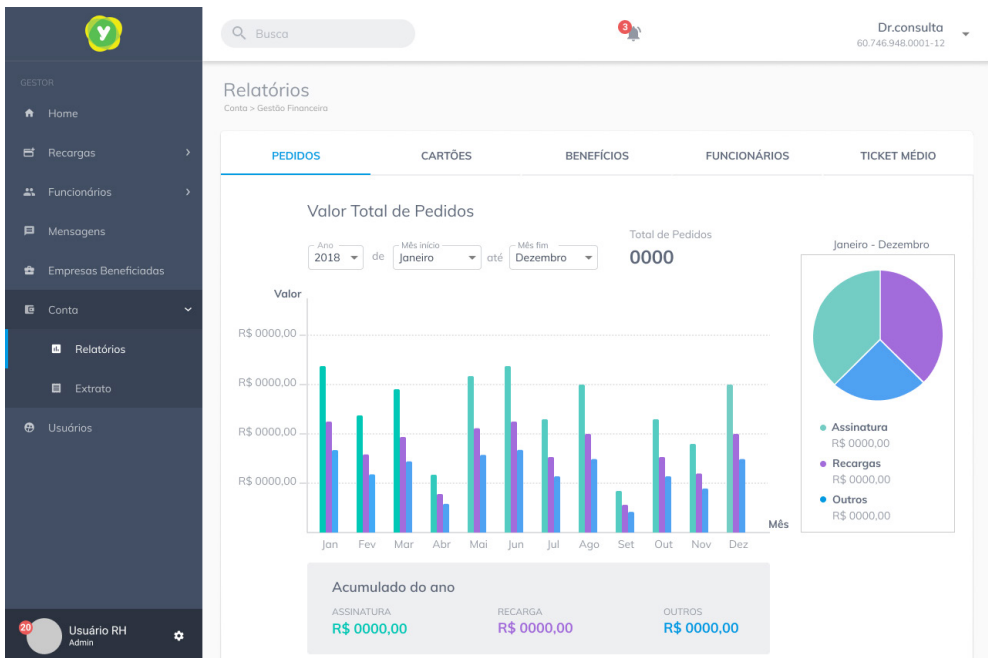 Y
Busca
3
Dr.consulta
60.746.948.0001-12
GESTOR
Home
Recargas
Funcionários
Mensagens
Empresas Beneficiadas
Conta
Relatórios
Extrato
Usuários
20
Usuário RH
Admin
Relatórios
Conta > Gestão Financeira
PEDIDOS CARTÕES BENEFÍCIOS FUNCIONÁRIOS TICKET MÉDIO
Valor Total de Pedidos
Ano Mês início Mês fim
2018 de Janeiro até Dezembro
Total de Pedidos
0000
Valor
R$ 0000,00
R$ 0000,00
R$ 0000,00
R$ 0000,00
Mês
Jan Fev Mar Abr Mai Jun Jul Ago Set Out Nov Dez
Janeiro - Dezembro
Assinatura
R$ 0000,00
Recargas
R$ 0000,00
Outros
R$ 0000,00
Acumulado do ano
ASSINATURA RECARGA OUTROS
R$ 0000,00 R$ 0000,00 R$ 0000,00